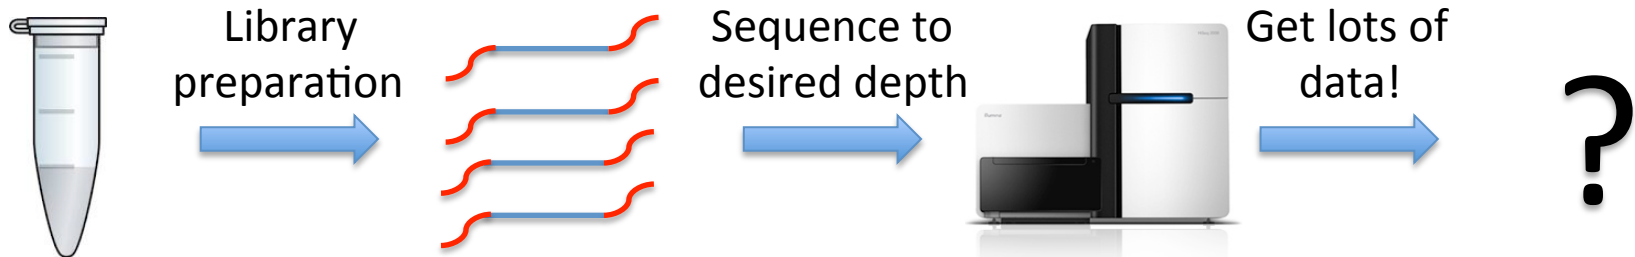 Library
preparation
Sequence to
desired depth
Get lots of
data!
?